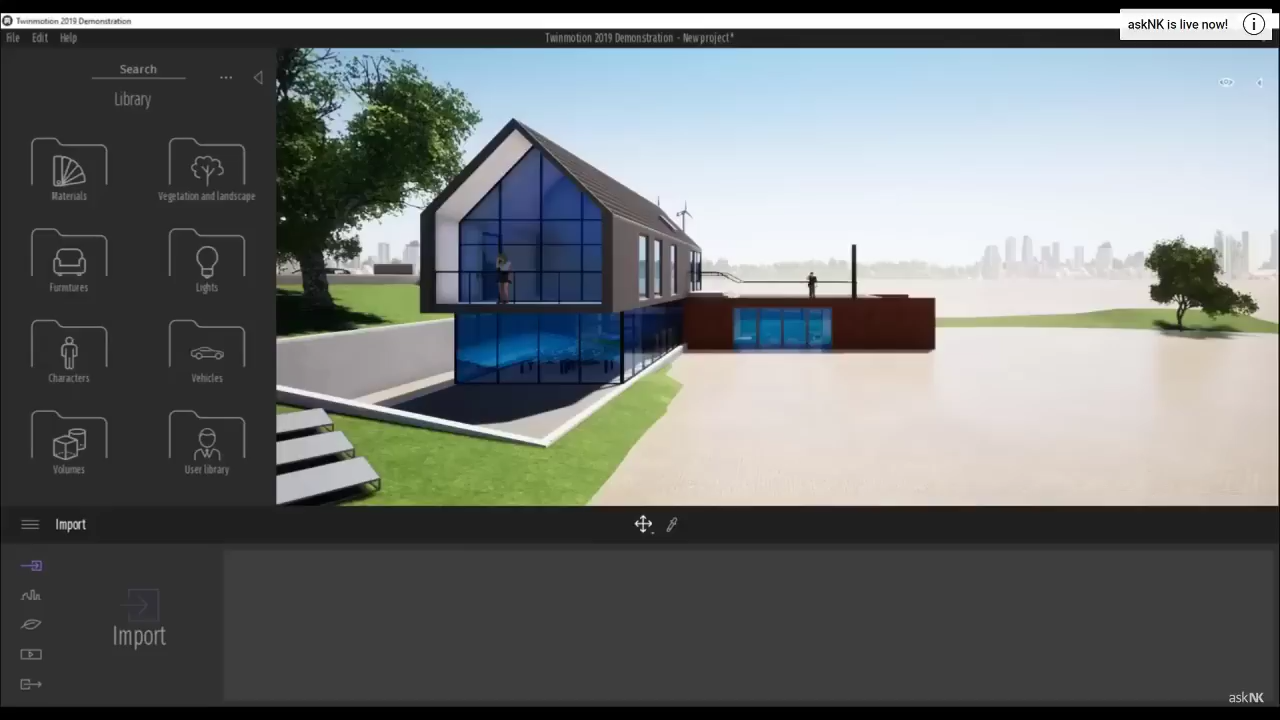 Twinmotion 2019 Demonstration
askNK is live now!
File Edit Help
Twinmotion 2019 Demonstration - New project*
Search
Library
Materials
Vegetation and landscape
Furnitures
Lights
Characters
Vehicles
Volumes
User library
Import
Import
askNK